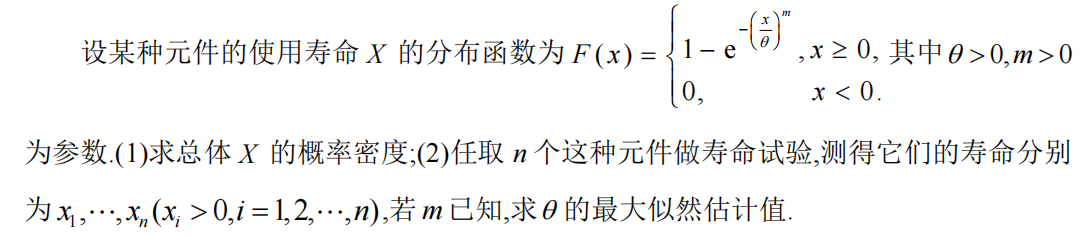 设某种元件的使用寿命 X 的分布函数为 F(x) = { 1 − e^{−(x/θ)^m}, x ≥ 0, 其中 θ > 0, m > 0
0, x < 0.
为参数.(1)求总体 X 的概率密度;(2)任取 n 个这种元件做寿命试验,测得它们的寿命分别
为 x₁,⋯,xₙ(xᵢ > 0,i = 1,2,⋯,n),若 m 已知,求 θ 的最大似然估计值.